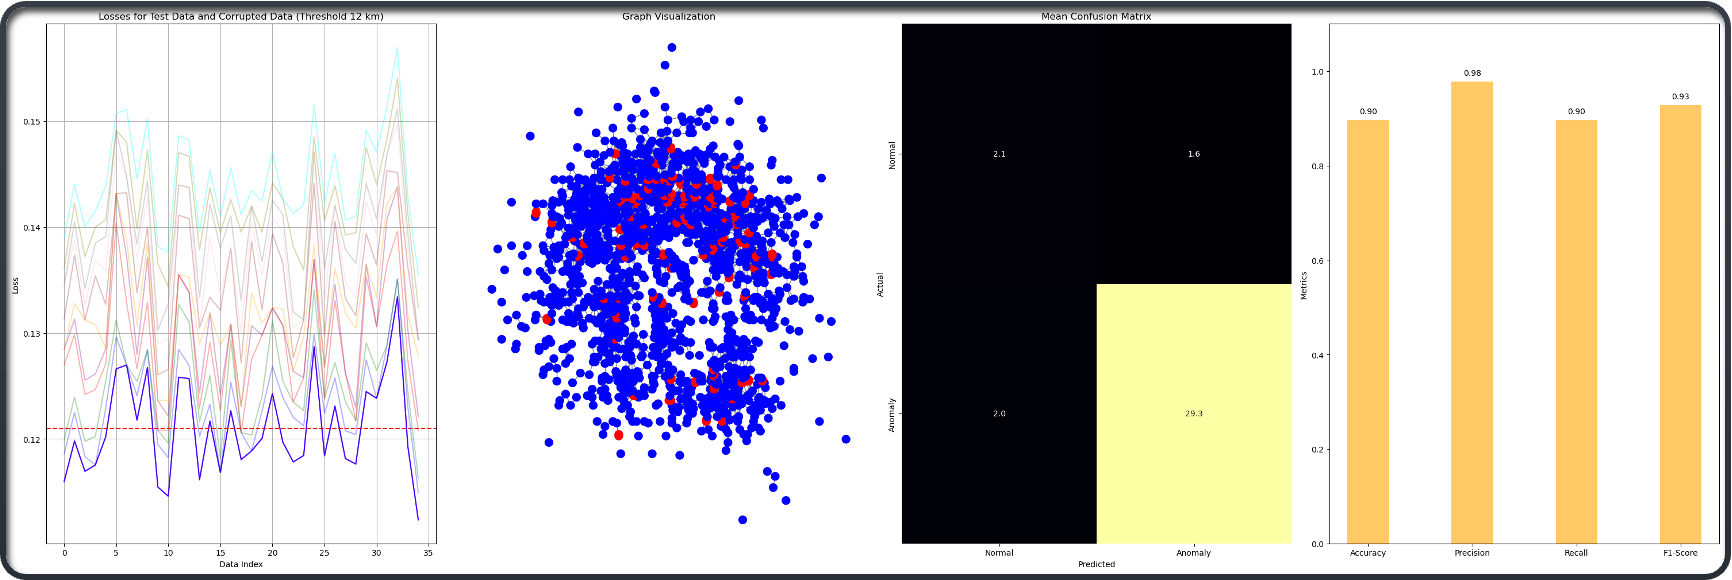 Losses for Test Data and Corrupted Data (Threshold 12 km)
0.15
0.14
0.13
0.12
Loss
0 5 10 15 20 25 30 35
Data Index
Graph Visualization
Mean Confusion Matrix
Actual
Normal
Anomaly
2.1 1.6
2.0 29.3
Normal Anomaly
Predicted
Metrics
1.0
0.8
0.6
0.4
0.2
0.0
0.90 0.98 0.90 0.93
Accuracy Precision Recall F1-Score